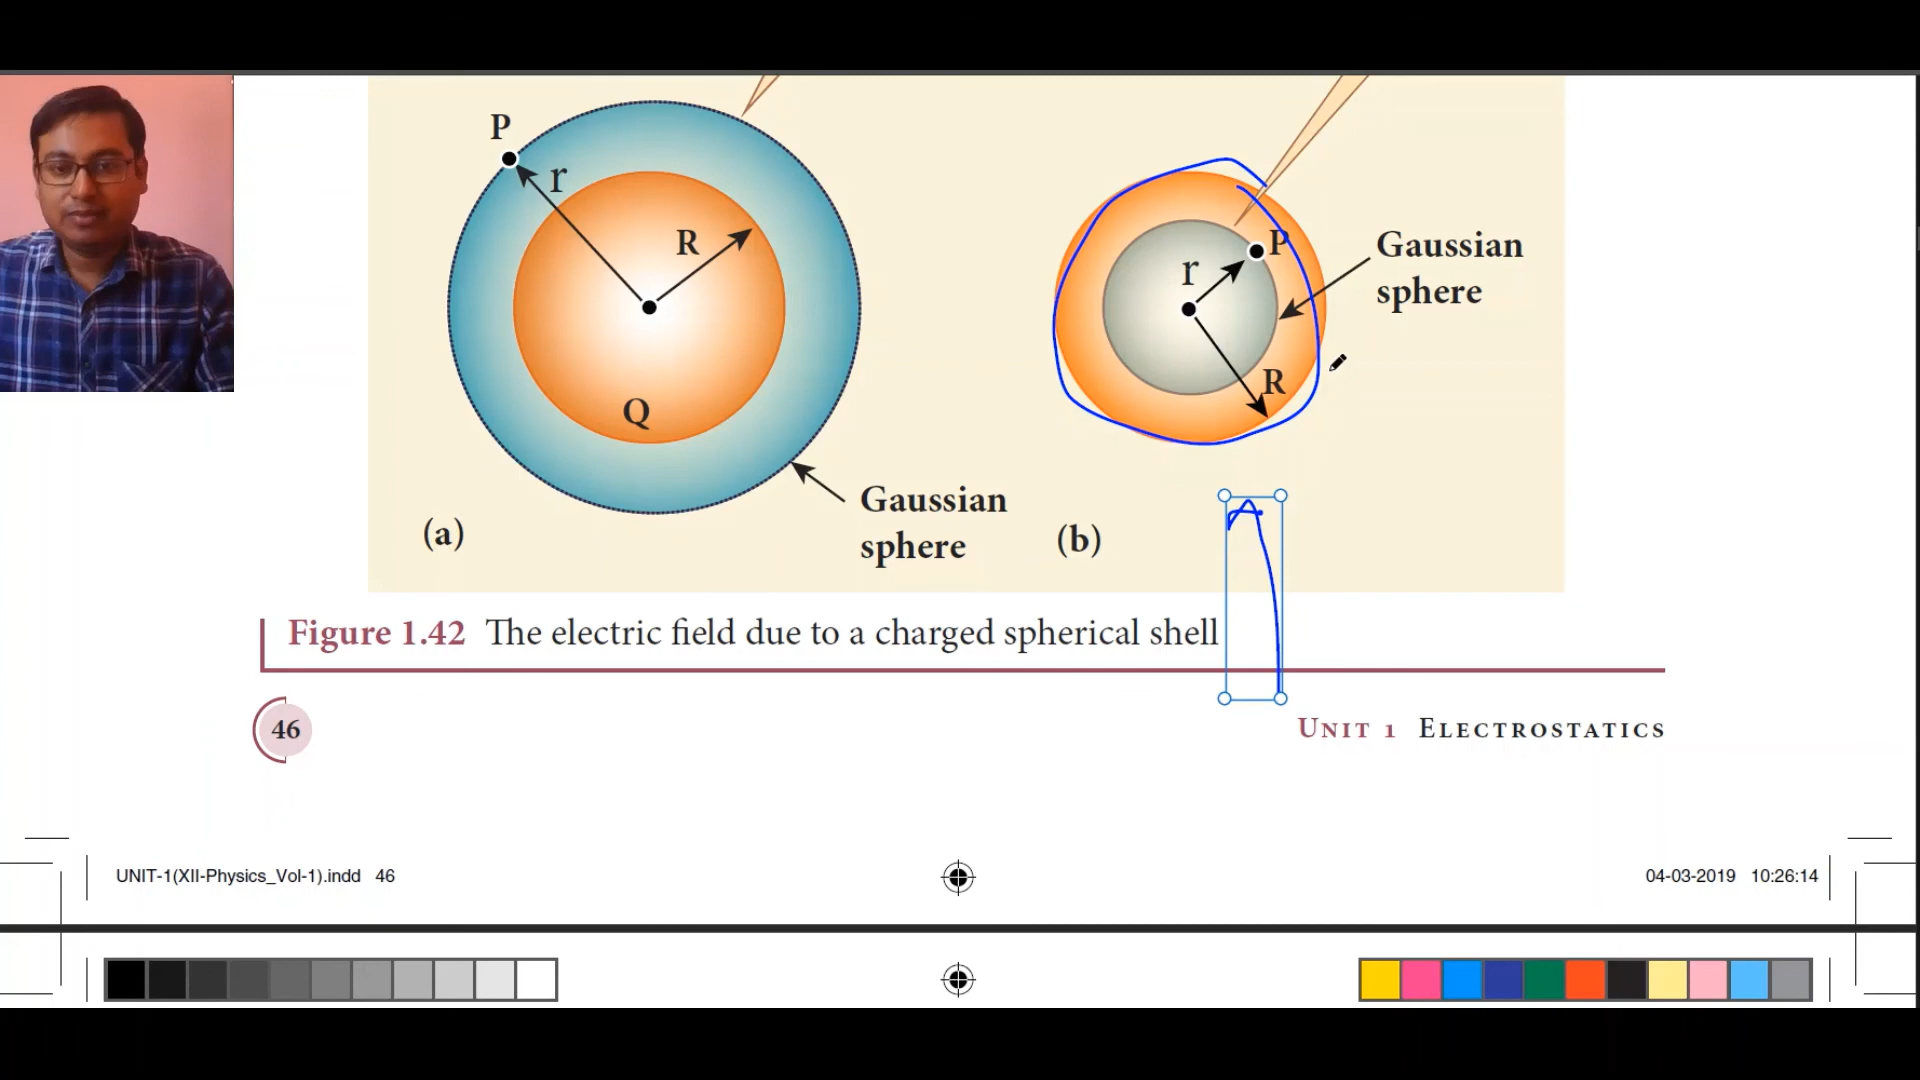 P
r
R
Q
Gaussian
sphere
(a)
P
r
R
Gaussian
sphere
(b)
Figure 1.42 The electric field due to a charged spherical shell
46
UNIT 1 ELECTROSTATICS
UNIT-1(XII-Physics_Vol-1).indd 46
04-03-2019 10:26:14